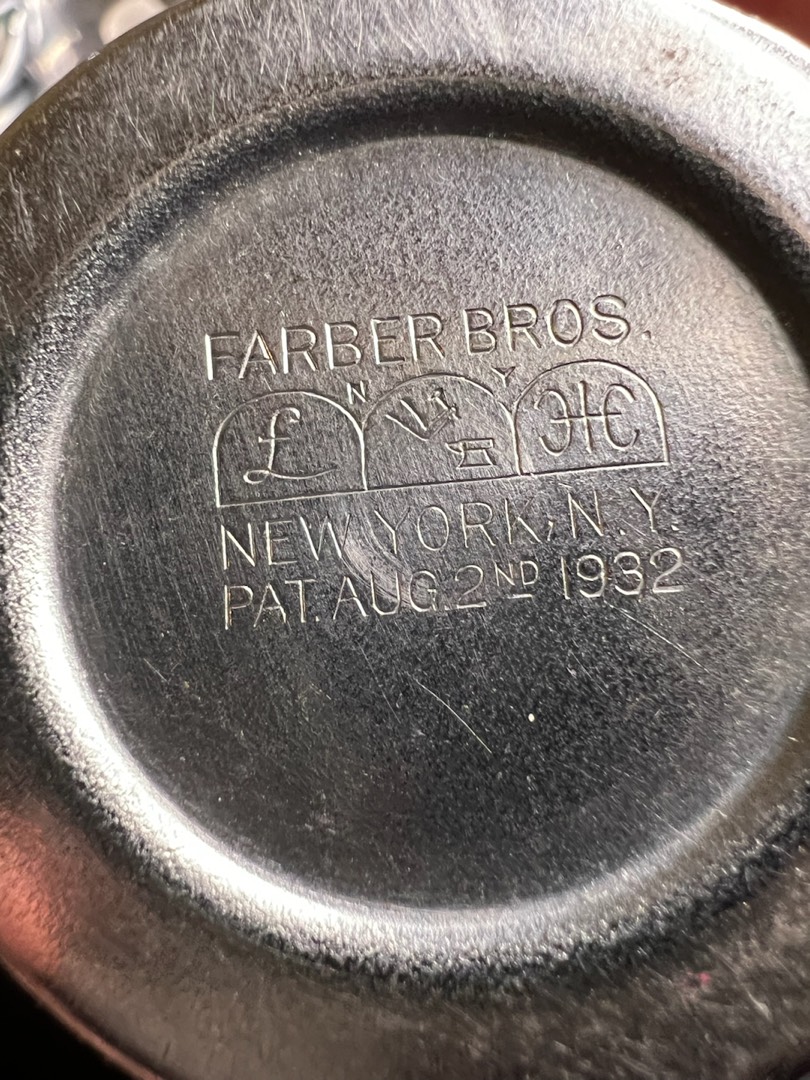 FARBER BROS.
N Y
£
NEW YORK, N.Y.
PAT. AUG. 2ND 1932